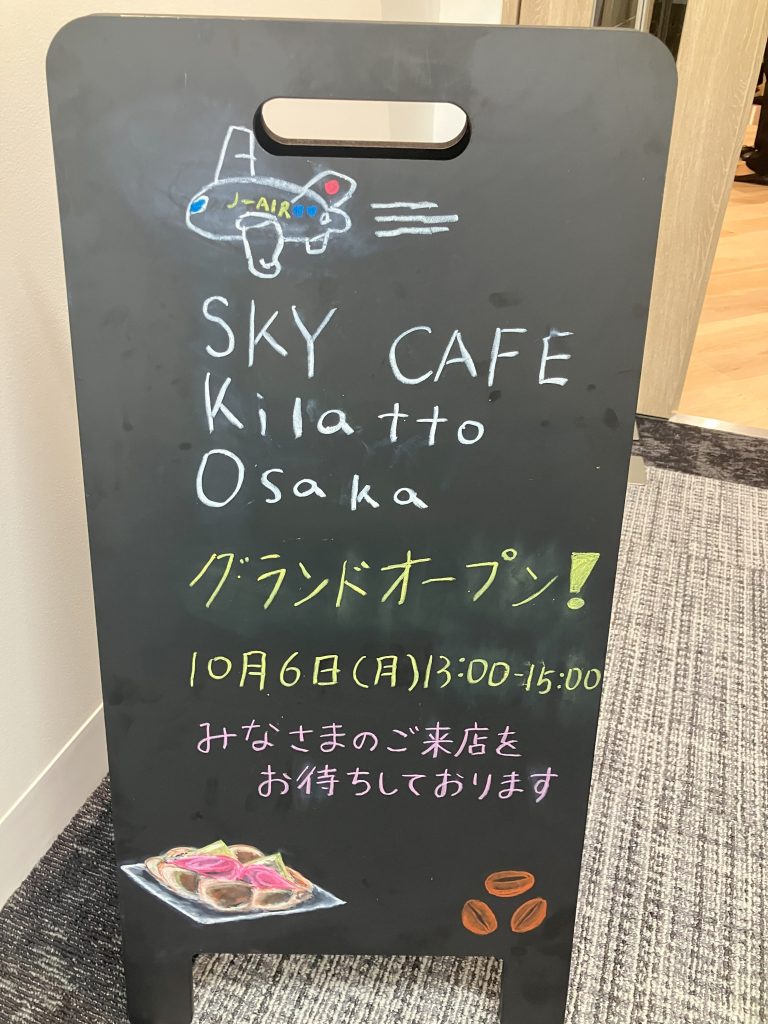 J-AIR
SKY CAFE
Kilatto
Osaka
グランドオープン!
10月6日(月)13:00-15:00
みなさまのご来店を
お待ちしております